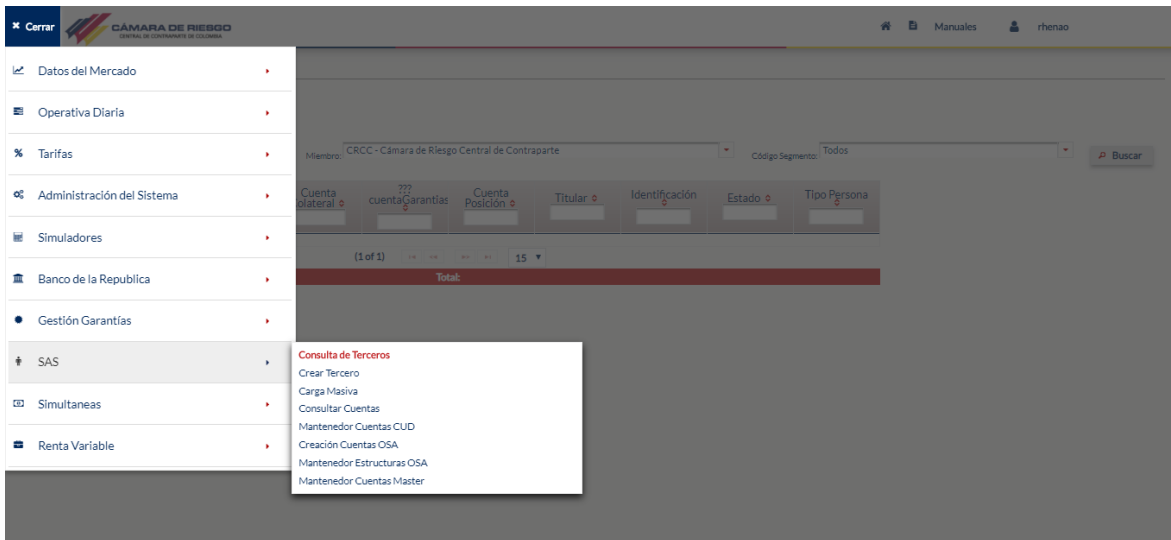 Cerrar
CÁMARA DE RIESGO
CENTRAL DE CONTRAPARTE DE COLOMBIA
Manuales
rhenao
Datos del Mercado
Operativa Diaria
Tarifas
Administración del Sistema
Simuladores
Banco de la Republica
Gestión Garantías
SAS
Simultaneas
Renta Variable
Miembro: CRCC - Cámara de Riesgo Central de Contraparte
Código Segmento: Todos
Buscar
Cuenta
olateral
???
cuentaGarantias
Cuenta
Posición
Titular
Identificación
Estado
Tipo Persona
(1 of 1)
15
Total:
Consulta de Terceros
Crear Tercero
Carga Masiva
Consultar Cuentas
Mantenedor Cuentas CUD
Creación Cuentas OSA
Mantenedor Estructuras OSA
Mantenedor Cuentas Master